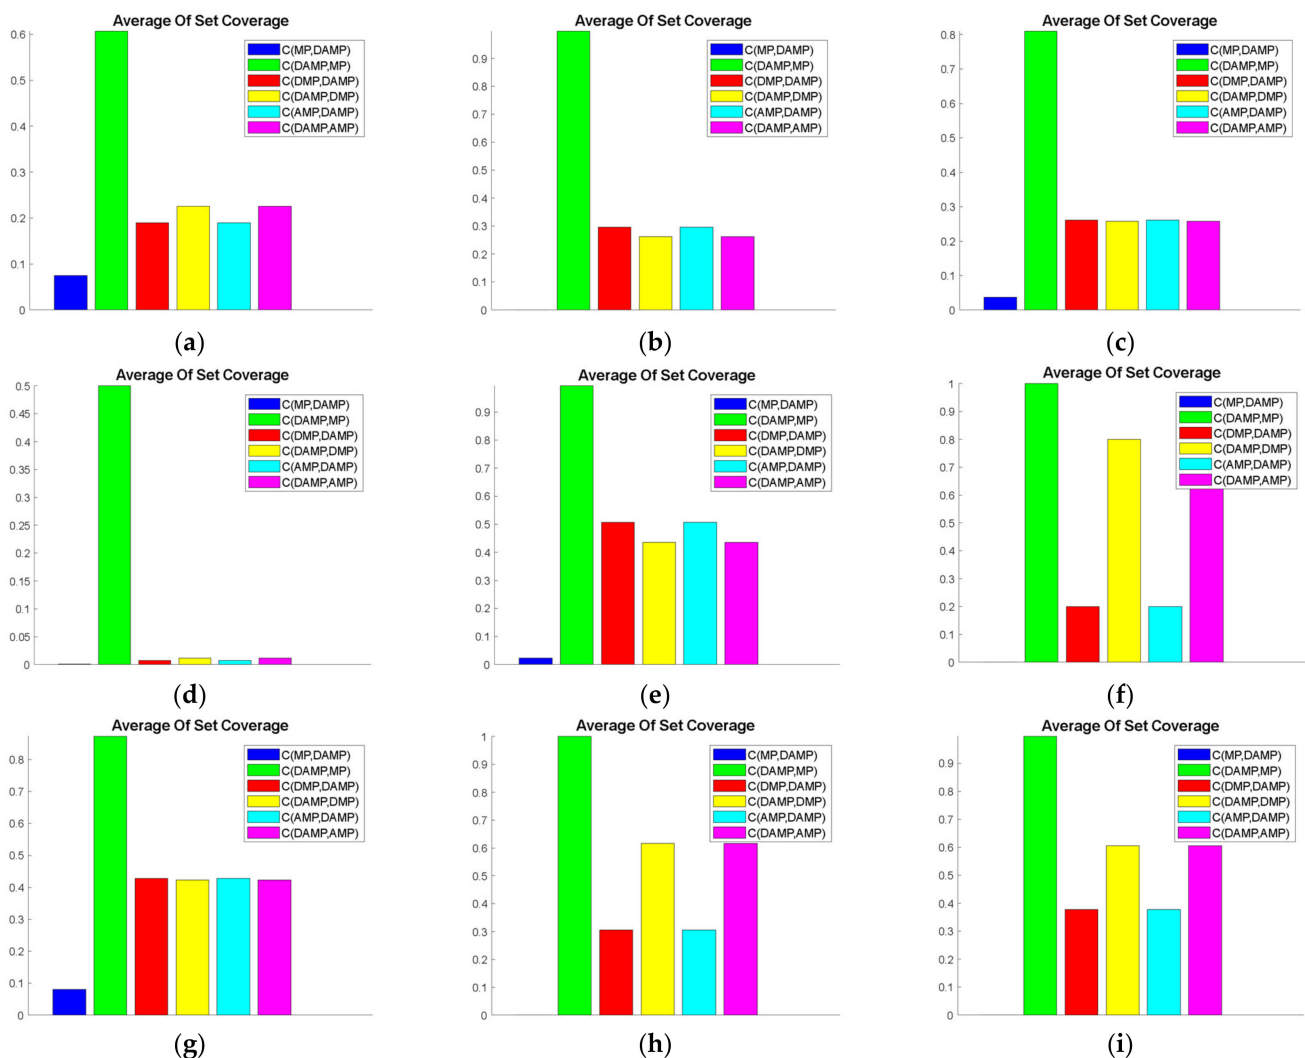 Average Of Set Coverage
0.6
0.6
0.4
0.3
0.2
0.1
0
C(MP,DAMP)
C(DAMP,MP)
C(DMP,DAMP)
C(DAMP,DMP)
C(AMP,DAMP)
C(DAMP,AMP)
(a)
Average Of Set Coverage
0.9
0.8
0.7
0.6
0.5
0.4
0.3
0.2
0.1
0
C(MP,DAMP)
C(DAMP,MP)
C(DMP,DAMP)
C(DAMP,DMP)
C(AMP,DAMP)
C(DAMP,AMP)
(b)
Average Of Set Coverage
0.8
0.7
0.6
0.5
0.4
0.3
0.2
0.1
0
C(MP,DAMP)
C(DAMP,MP)
C(DMP,DAMP)
C(DAMP,DMP)
C(AMP,DAMP)
C(DAMP,AMP)
(c)
Average Of Set Coverage
0.5
0.45
0.4
0.35
0.3
0.25
0.2
0.15
0.1
0.05
0
C(MP,DAMP)
C(DAMP,MP)
C(DMP,DAMP)
C(DAMP,DMP)
C(AMP,DAMP)
C(DAMP,AMP)
(d)
Average Of Set Coverage
0.9
0.8
0.7
0.6
0.5
0.4
0.3
0.2
0.1
0
C(MP,DAMP)
C(DAMP,MP)
C(DMP,DAMP)
C(DAMP,DMP)
C(AMP,DAMP)
C(DAMP,AMP)
(e)
Average Of Set Coverage
1
0.9
0.8
0.7
0.6
0.5
0.4
0.3
0.2
0.1
0
C(MP,DAMP)
C(DAMP,MP)
C(DMP,DAMP)
C(DAMP,DMP)
C(AMP,DAMP)
C(DAMP,AMP)
(f)
Average Of Set Coverage
0.8
0.7
0.6
0.5
0.4
0.3
0.2
0.1
0
C(MP,DAMP)
C(DAMP,MP)
C(DMP,DAMP)
C(DAMP,DMP)
C(AMP,DAMP)
C(DAMP,AMP)
(g)
Average Of Set Coverage
1
0.9
0.8
0.7
0.6
0.5
0.4
0.3
0.2
0.1
0
C(MP,DAMP)
C(DAMP,MP)
C(DMP,DAMP)
C(DAMP,DMP)
C(AMP,DAMP)
C(DAMP,AMP)
(h)
Average Of Set Coverage
0.9
0.8
0.7
0.6
0.5
0.4
0.3
0.2
0.1
0
C(MP,DAMP)
C(DAMP,MP)
C(DMP,DAMP)
C(DAMP,DMP)
C(AMP,DAMP)
C(DAMP,AMP)
(i)